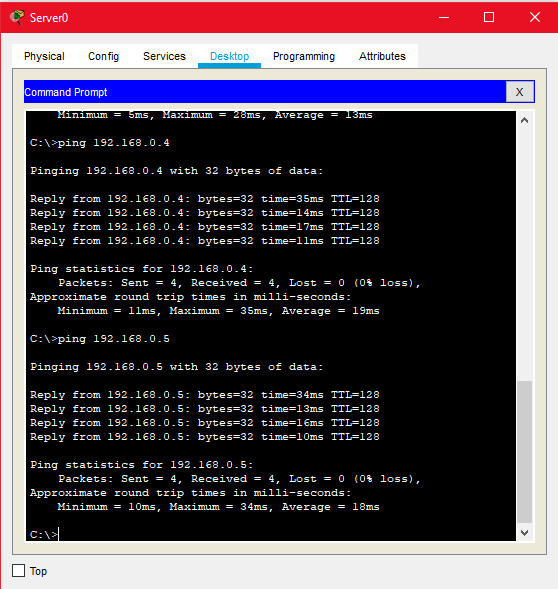 Server0
Physical Config Services Desktop Programming Attributes
Command Prompt
X
    Minimum = 5ms, Maximum = 28ms, Average = 13ms
C:\>ping 192.168.0.4
Pinging 192.168.0.4 with 32 bytes of data:
Reply from 192.168.0.4: bytes=32 time=35ms TTL=128
Reply from 192.168.0.4: bytes=32 time=14ms TTL=128
Reply from 192.168.0.4: bytes=32 time=17ms TTL=128
Reply from 192.168.0.4: bytes=32 time=11ms TTL=128
Ping statistics for 192.168.0.4:
    Packets: Sent = 4, Received = 4, Lost = 0 (0% loss),
Approximate round trip times in milli-seconds:
    Minimum = 11ms, Maximum = 35ms, Average = 19ms
C:\>ping 192.168.0.5
Pinging 192.168.0.5 with 32 bytes of data:
Reply from 192.168.0.5: bytes=32 time=34ms TTL=128
Reply from 192.168.0.5: bytes=32 time=13ms TTL=128
Reply from 192.168.0.5: bytes=32 time=16ms TTL=128
Reply from 192.168.0.5: bytes=32 time=10ms TTL=128
Ping statistics for 192.168.0.5:
    Packets: Sent = 4, Received = 4, Lost = 0 (0% loss),
Approximate round trip times in milli-seconds:
    Minimum = 10ms, Maximum = 34ms, Average = 18ms
C:\>
Top